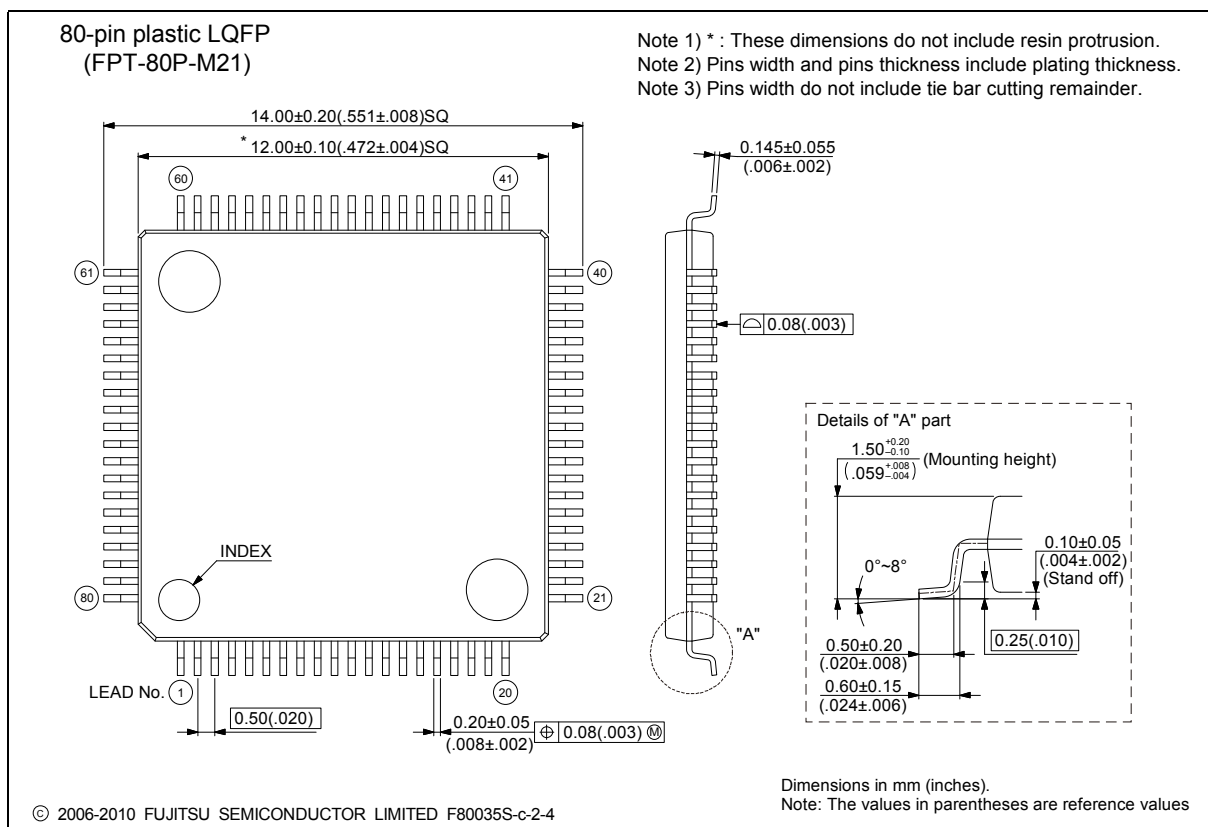 80-pin plastic LQFP
(FPT-80P-M21)
Note 1) * : These dimensions do not include resin protrusion.
Note 2) Pins width and pins thickness include plating thickness.
Note 3) Pins width do not include tie bar cutting remainder.
14.00±0.20(.551±.008)SQ
* 12.00±0.10(.472±.004)SQ
0.145±0.055
(.006±.002)
60
41
61
40
0.08(.003)
Details of "A" part
1.50 +0.20 –0.10
(.059 +.008 –.004)
(Mounting height)
INDEX
0.10±0.05
(.004±.002)
(Stand off)
0°~8°
80
21
"A"
0.50±0.20
(.020±.008)
0.25(.010)
0.60±0.15
(.024±.006)
LEAD No. 1
20
0.50(.020)
0.20±0.05
(.008±.002)
⌖ 0.08(.003) Ⓜ
Dimensions in mm (inches).
Note: The values in parentheses are reference values
© 2006-2010 FUJITSU SEMICONDUCTOR LIMITED F80035S-c-2-4